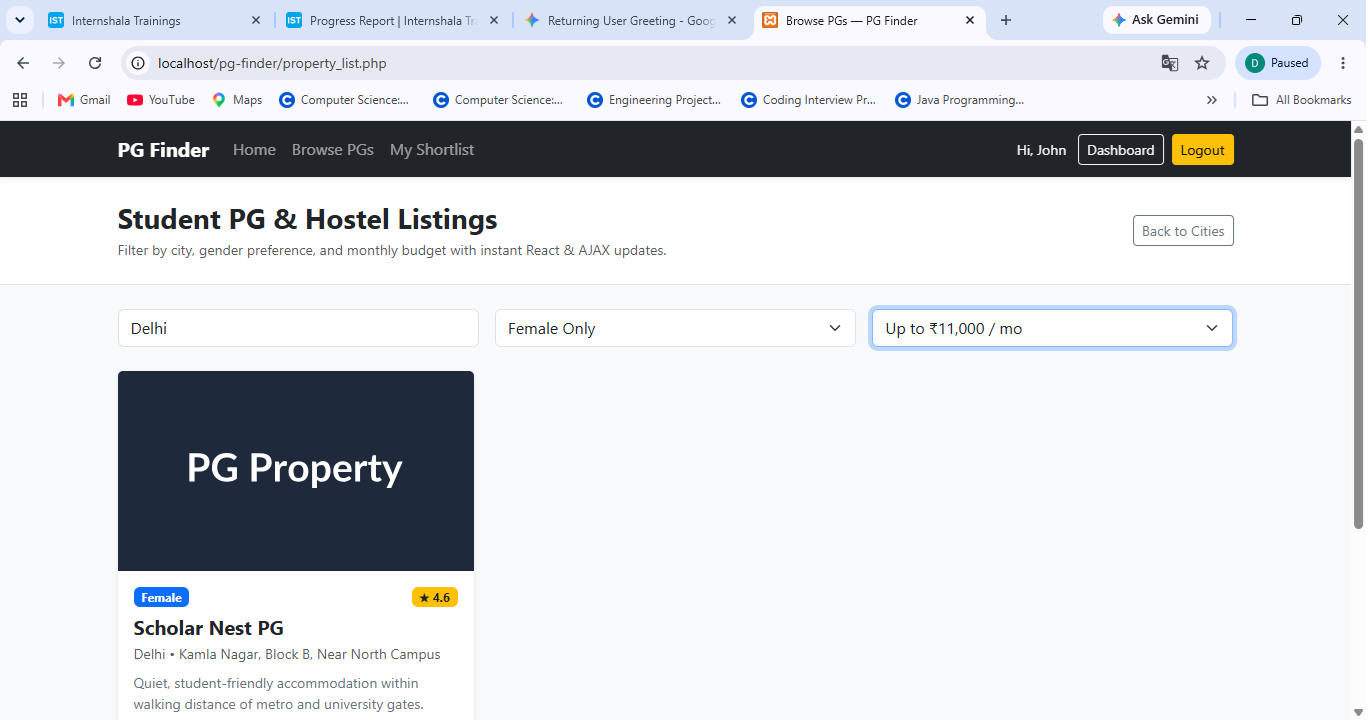 Internshala Trainings
Progress Report | Internshala Tr
Returning User Greeting - Goog
Browse PGs — PG Finder
Ask Gemini
localhost/pg-finder/property_list.php
D Paused
Gmail
YouTube
Maps
Computer Science:...
Computer Science:...
Engineering Project...
Coding Interview Pr...
Java Programming...
All Bookmarks
PG Finder
Home
Browse PGs
My Shortlist
Hi, John
Dashboard
Logout
Student PG & Hostel Listings
Filter by city, gender preference, and monthly budget with instant React & AJAX updates.
Back to Cities
Delhi
Female Only
Up to ₹11,000 / mo
PG Property
Female
★ 4.6
Scholar Nest PG
Delhi • Kamla Nagar, Block B, Near North Campus
Quiet, student-friendly accommodation within
walking distance of metro and university gates.